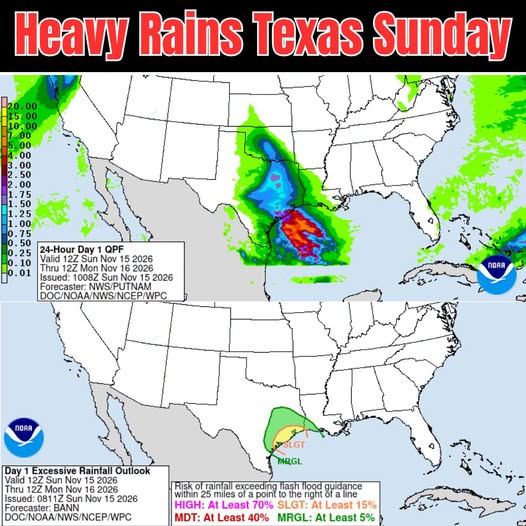 Heavy Rains Texas Sunday
20.00
15.00
10.00
8.00
6.00
5.00
4.00
3.00
2.50
2.00
1.75
1.50
1.25
1.00
0.75
0.50
0.25
0.10
0.01
24-Hour Day 1 QPF
Valid 12Z Sun Nov 15 2026
Thru 12Z Mon Nov 16 2026
Issued: 1008Z Sun Nov 15 2026
Forecaster: NWS/PUTNAM
DOC/NOAA/NWS/NCEP/WPC
NOAA
NOAA
SLGT
MRGL
Day 1 Excessive Rainfall Outlook
Valid 12Z Sun Nov 15 2026
Thru 12Z Mon Nov 16 2026
Issued: 0811Z Sun Nov 15 2026
Forecaster: BANN
DOC/NOAA/NWS/NCEP/WPC
Risk of rainfall exceeding flash flood guidance
within 25 miles of a point to the right of a line
HIGH: At Least 70% SLGT: At Least 15%
MDT: At Least 40% MRGL: At Least 5%